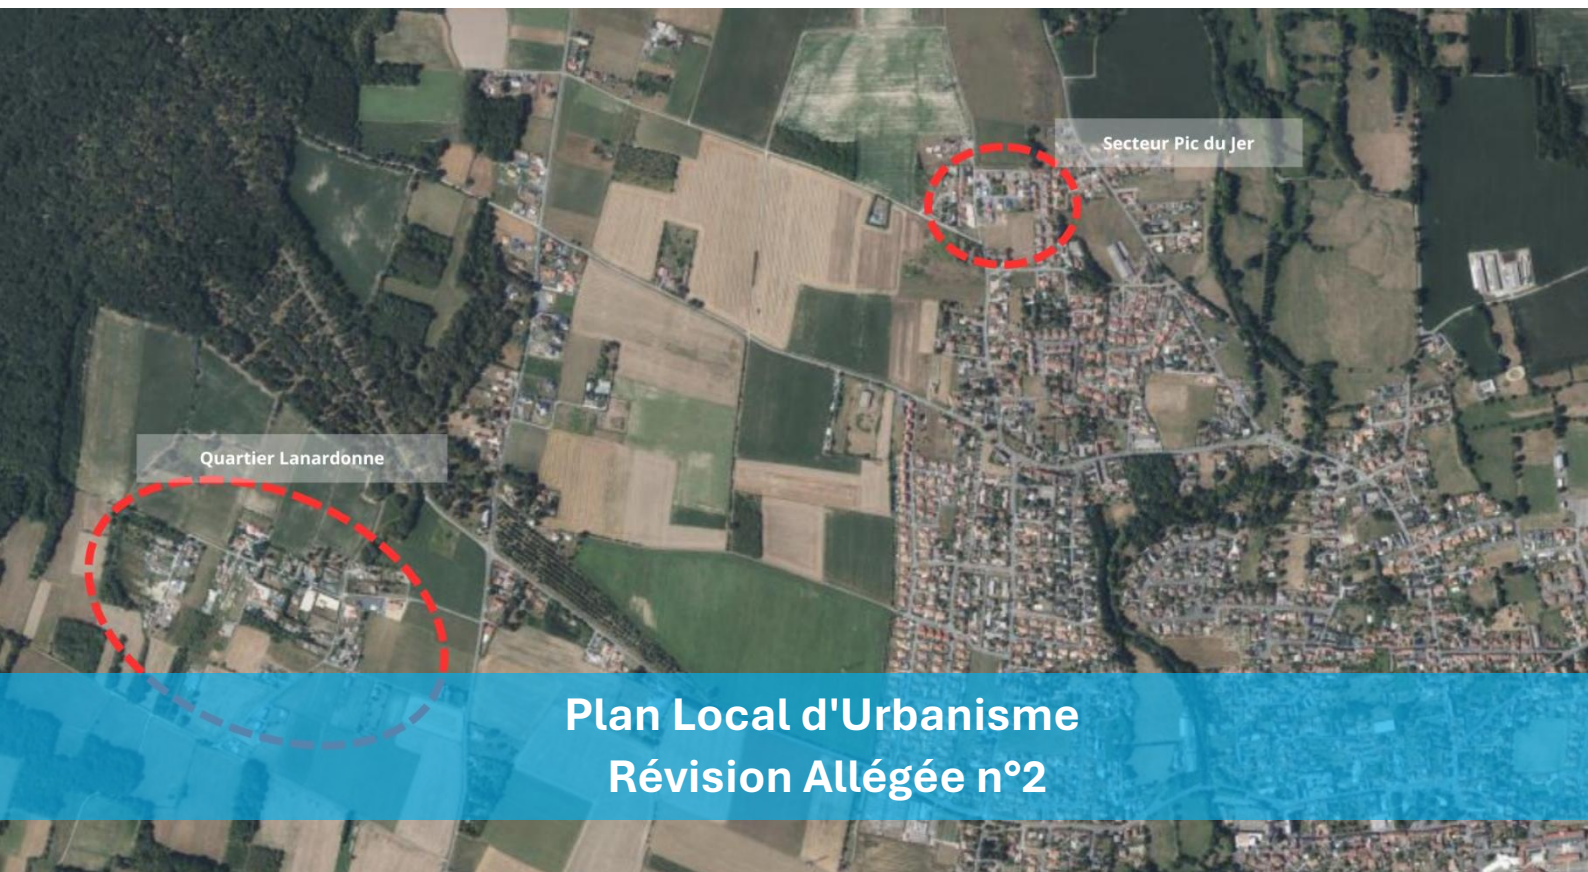 Secteur Pic du Jer
Quartier Lanardonne
Plan Local d'Urbanisme
Révision Allégée n°2